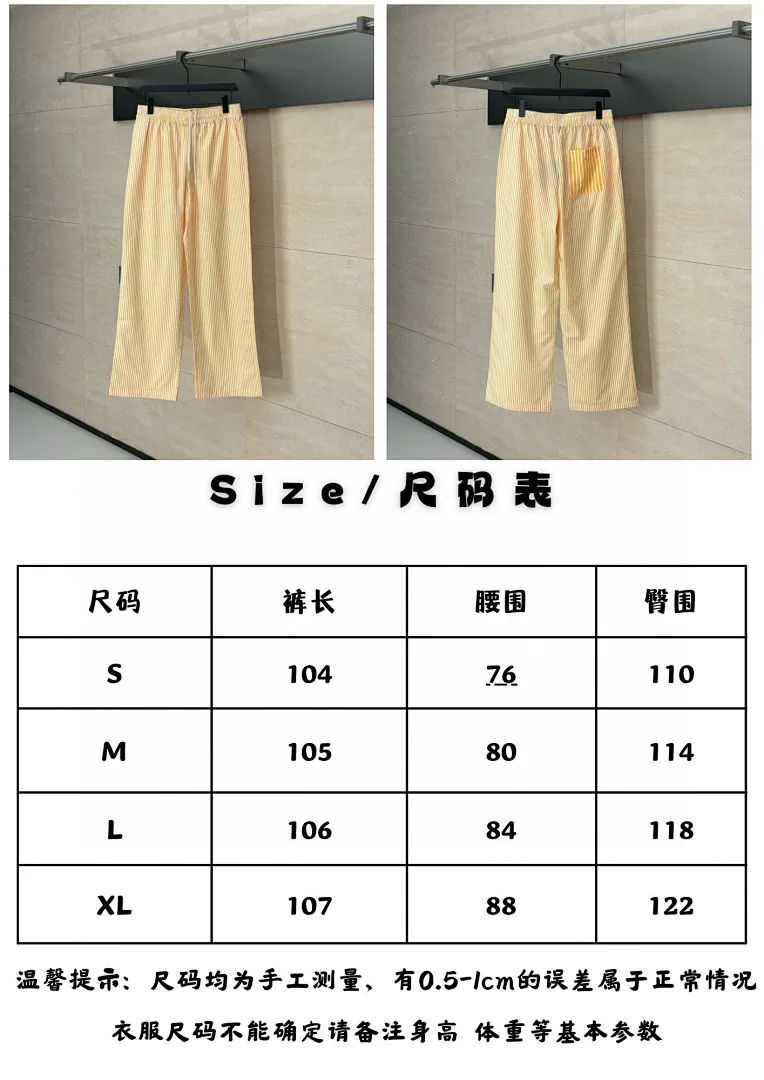 Size/尺码表
尺码 裤长 腰围 臀围
S 104 76 110
M 105 80 114
L 106 84 118
XL 107 88 122
温馨提示：尺码均为手工测量、有0.5-1cm的误差属于正常情况
衣服尺码不能确定请备注身高 体重等基本参数